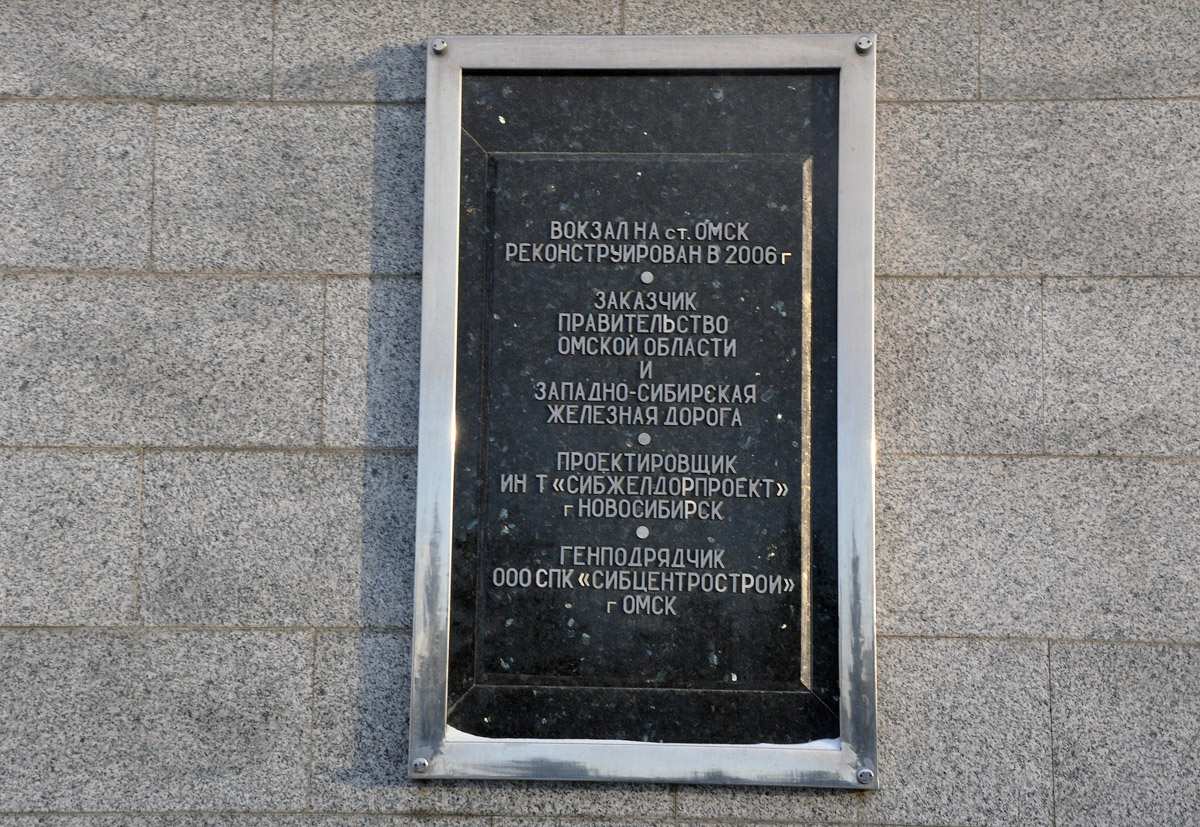 ВОКЗАЛ НА ст. ОМСК
РЕКОНСТРУИРОВАН В 2006 г
ЗАКАЗЧИК
ПРАВИТЕЛЬСТВО
ОМСКОЙ ОБЛАСТИ
И
ЗАПАДНО-СИБИРСКАЯ
ЖЕЛЕЗНАЯ ДОРОГА
ПРОЕКТИРОВЩИК
ИН Т «СИБЖЕЛДОРПРОЕКТ»
г НОВОСИБИРСК
ГЕНПОДРЯДЧИК
ООО СПК «СИБЦЕНТРОСТРОИ»
г ОМСК